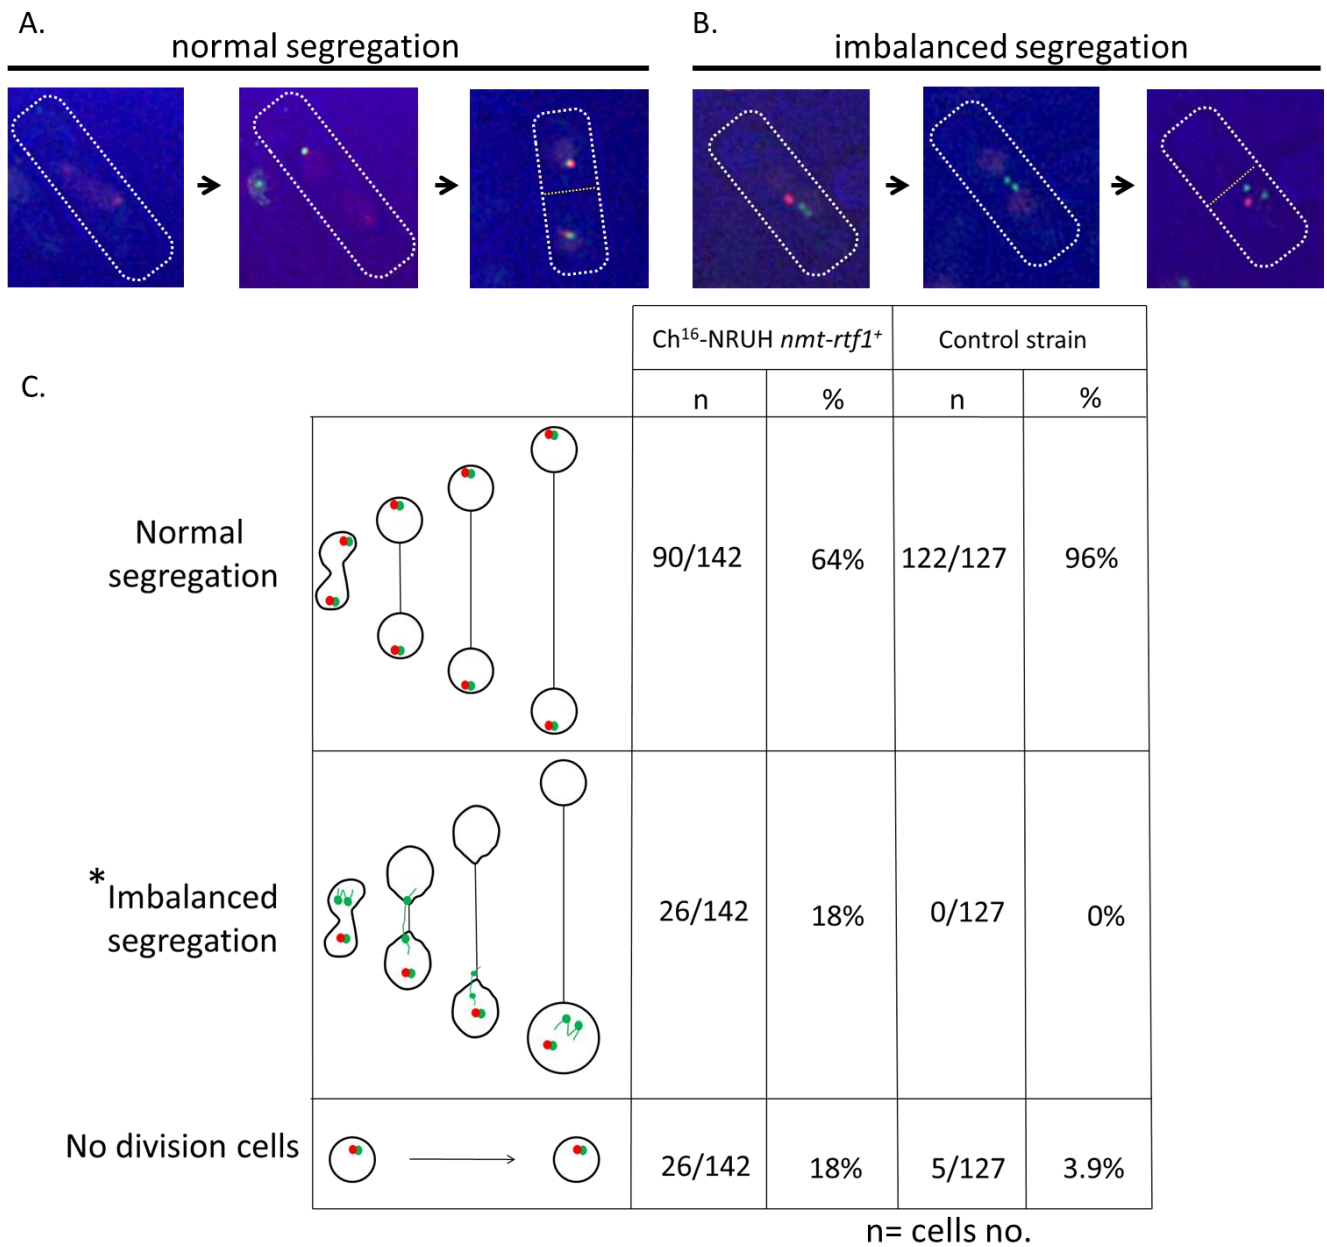 A.
normal segregation
B.
imbalanced segregation
C.
Ch¹⁶-NRUH nmt-rtf1⁺
Control strain
n
%
n
%
Normal
segregation
90/142
64%
122/127
96%
*Imbalanced
segregation
26/142
18%
0/127
0%
No division cells
26/142
18%
5/127
3.9%
n= cells no.